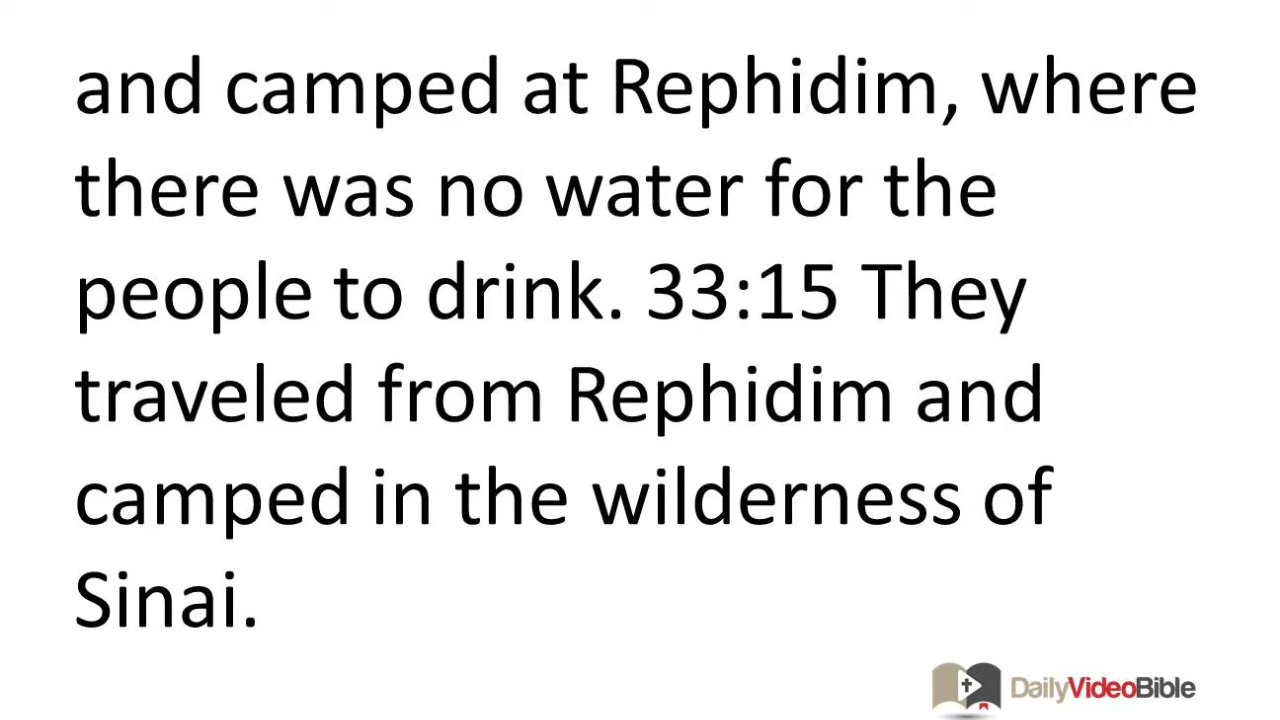 and camped at Rephidim, where
there was no water for the
people to drink. 33:15 They
traveled from Rephidim and
camped in the wilderness of
Sinai.
DailyVideoBible